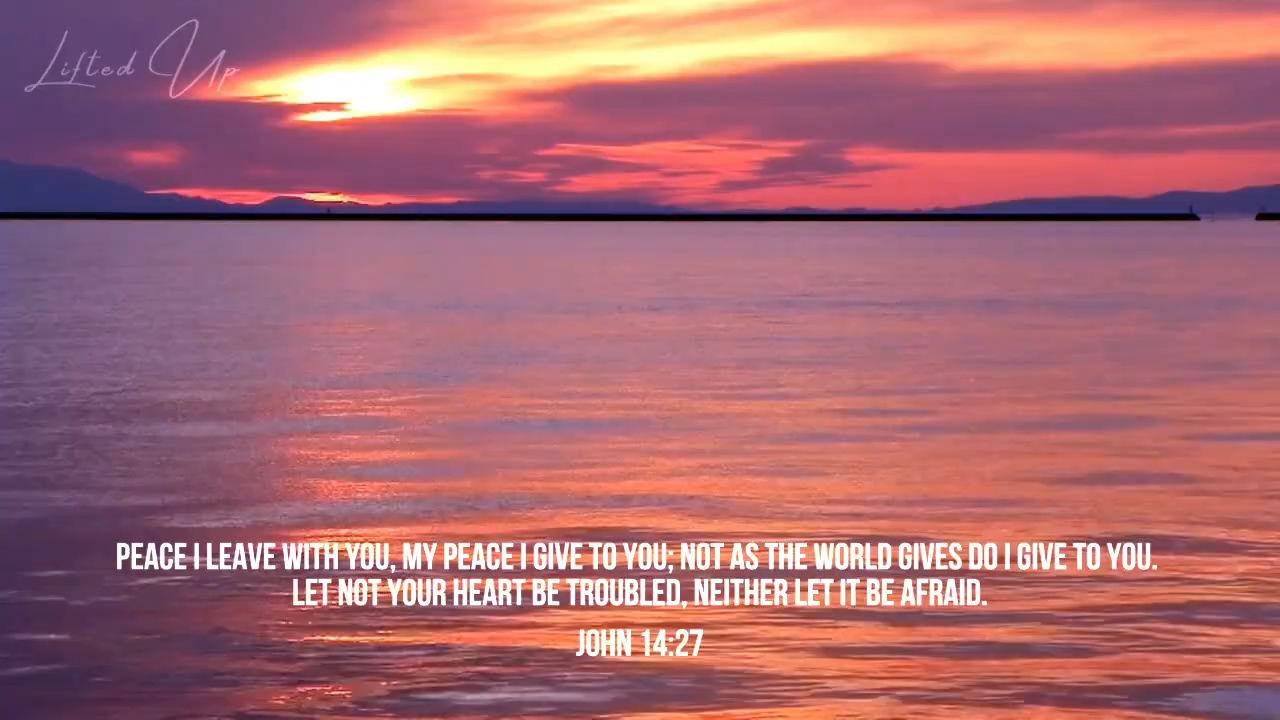 Lifted Up
PEACE I LEAVE WITH YOU, MY PEACE I GIVE TO YOU; NOT AS THE WORLD GIVES DO I GIVE TO YOU.
LET NOT YOUR HEART BE TROUBLED, NEITHER LET IT BE AFRAID.
JOHN 14:27